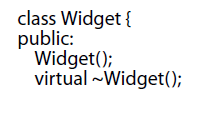 class Widget {
public:
Widget();
virtual ~Widget();